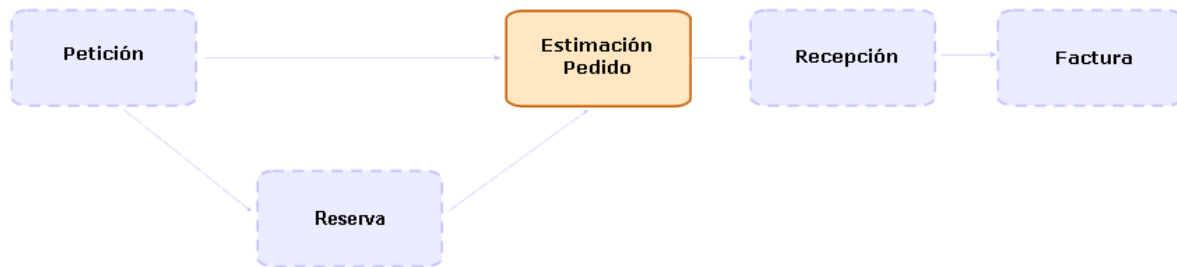 Petición
Estimación
Pedido
Recepción
Factura
Reserva